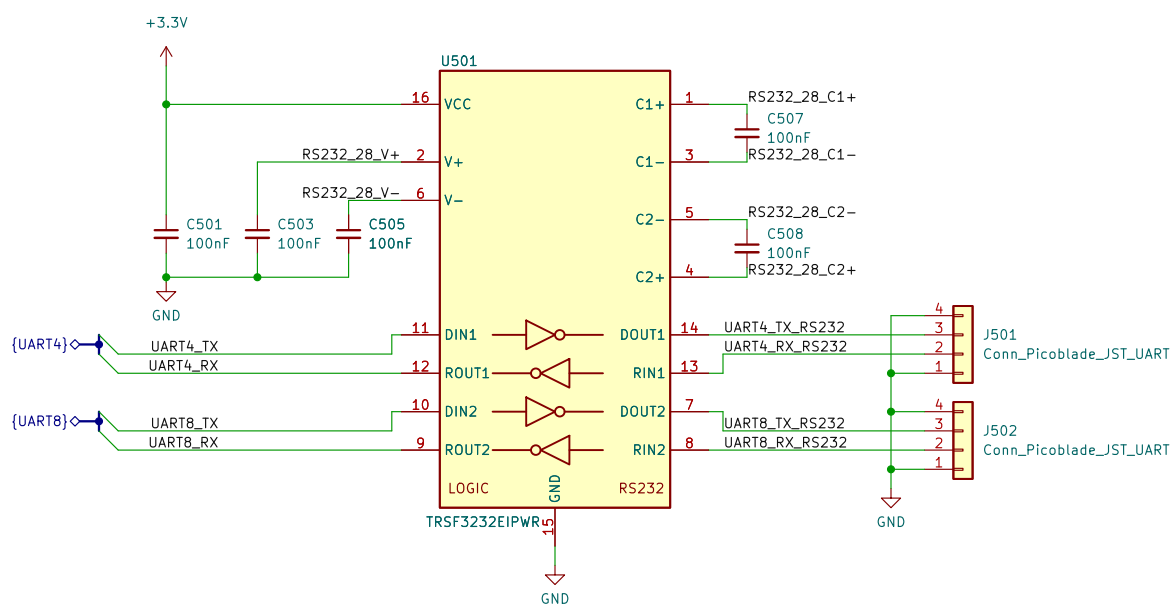 +3.3V
U501
16 VCC C1+ 1 RS232_28_C1+
C507
100nF
RS232_28_V+ 2 V+ C1- 3 RS232_28_C1-
RS232_28_V- 6 V-
C2- 5 RS232_28_C2-
C501 C503 C505 C508
100nF 100nF 100nF 100nF
C2+ 4 RS232_28_C2+
GND
{UART4} UART4_TX 11 DIN1 DOUT1 14 UART4_TX_RS232
UART4_RX 12 ROUT1 RIN1 13 UART4_RX_RS232
4
3
2
1
J501
Conn_Picoblade_JST_UART
{UART8} UART8_TX 10 DIN2 DOUT2 7 UART8_TX_RS232
UART8_RX 9 ROUT2 RIN2 8 UART8_RX_RS232
4
3
2
1
J502
Conn_Picoblade_JST_UART
LOGIC GND RS232
TRSF3232EIPWR 15
GND
GND